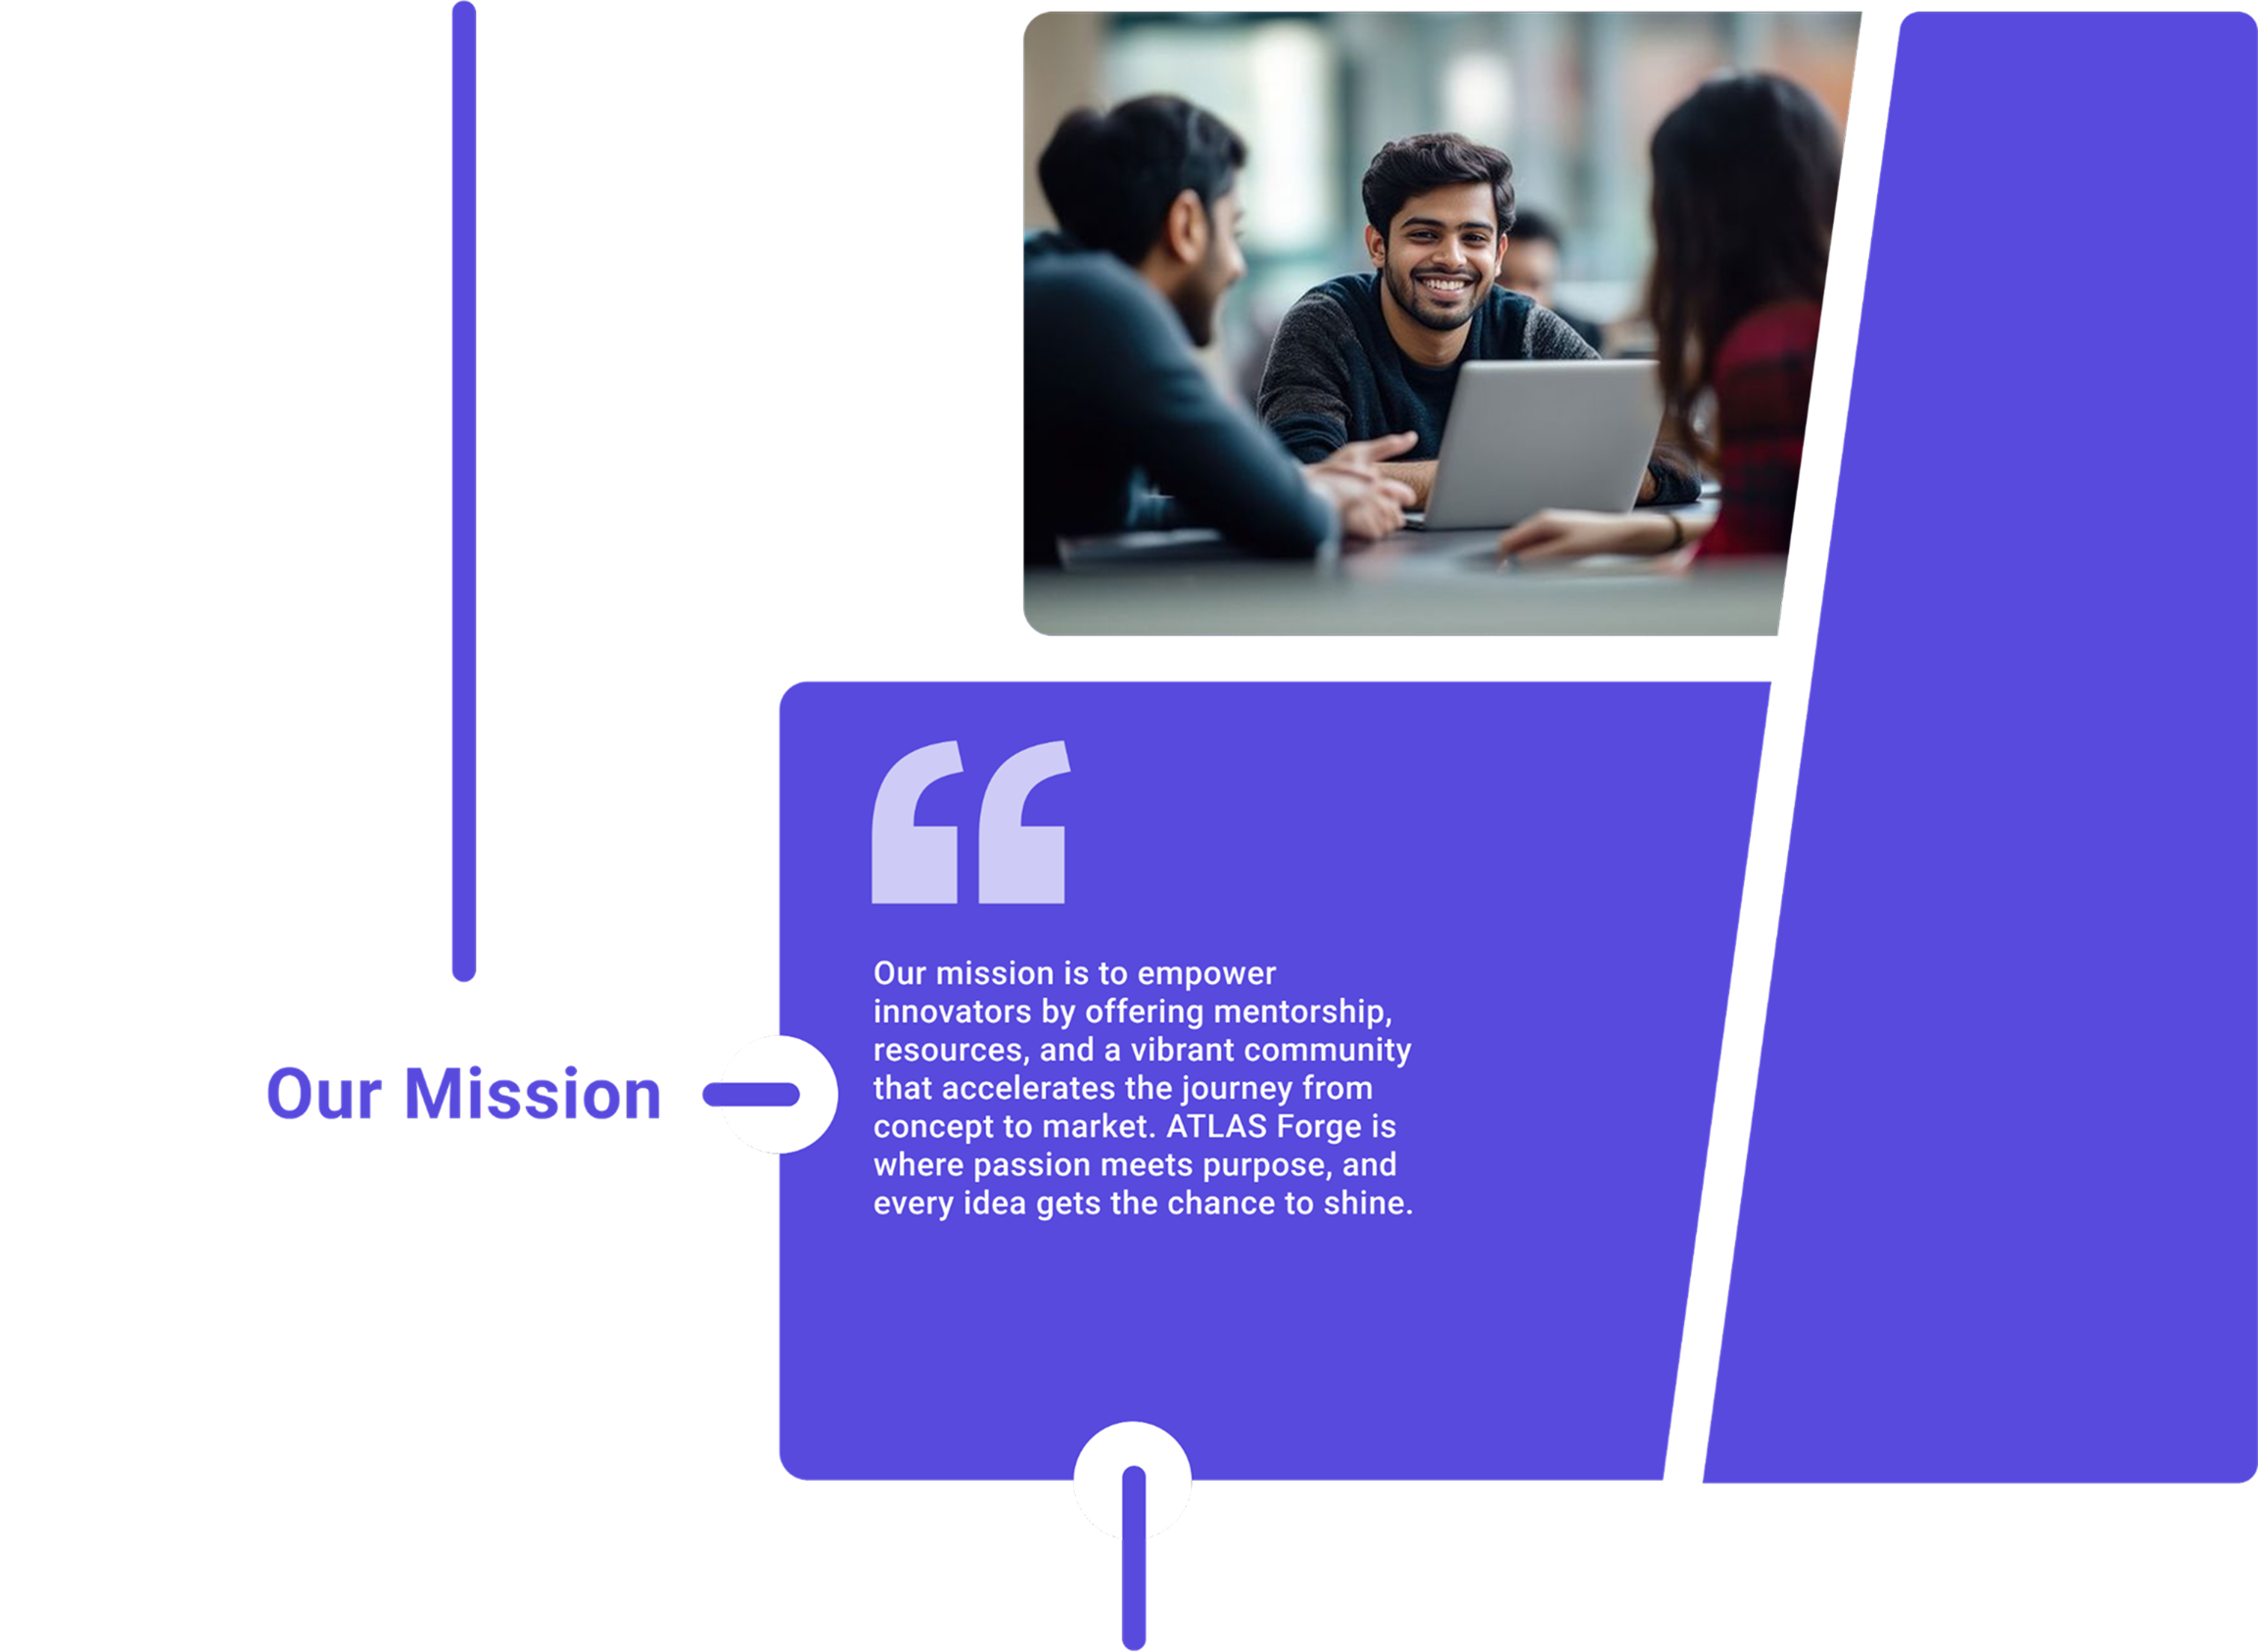 Our Mission
Our mission is to empower
innovators by offering mentorship,
resources, and a vibrant community
that accelerates the journey from
concept to market. ATLAS Forge is
where passion meets purpose, and
every idea gets the chance to shine.